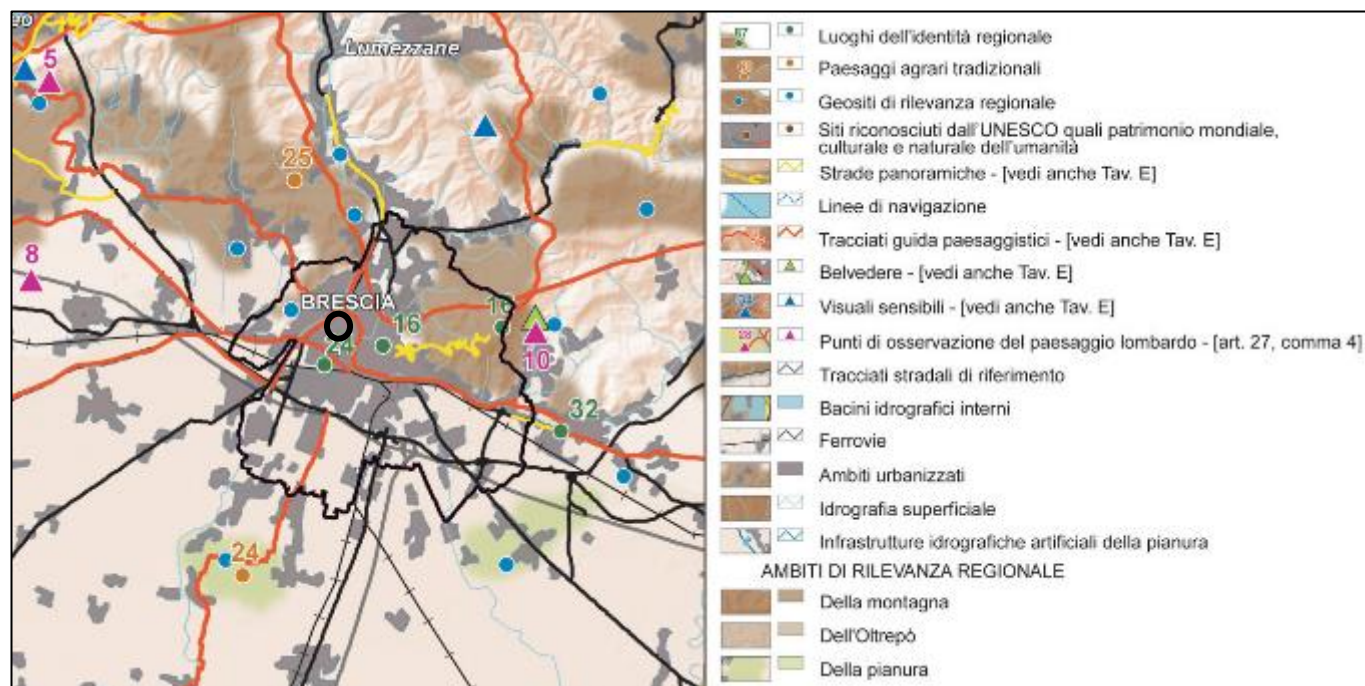 Lumezzane
5
25
8
BRESCIA
16
10
32
24
Luoghi dell'identità regionale
Paesaggi agrari tradizionali
Geositi di rilevanza regionale
Siti riconosciuti dall'UNESCO quali patrimonio mondiale,
culturale e naturale dell'umanità
Strade panoramiche - [vedi anche Tav. E]
Linee di navigazione
Tracciati guida paesaggistici - [vedi anche Tav. E]
Belvedere - [vedi anche Tav. E]
Visuali sensibili - [vedi anche Tav. E]
Punti di osservazione del paesaggio lombardo - [art. 27, comma 4]
Tracciati stradali di riferimento
Bacini idrografici interni
Ferrovie
Ambiti urbanizzati
Idrografia superficiale
Infrastrutture idrografiche artificiali della pianura
AMBITI DI RILEVANZA REGIONALE
Della montagna
Dell'Oltrepò
Della pianura